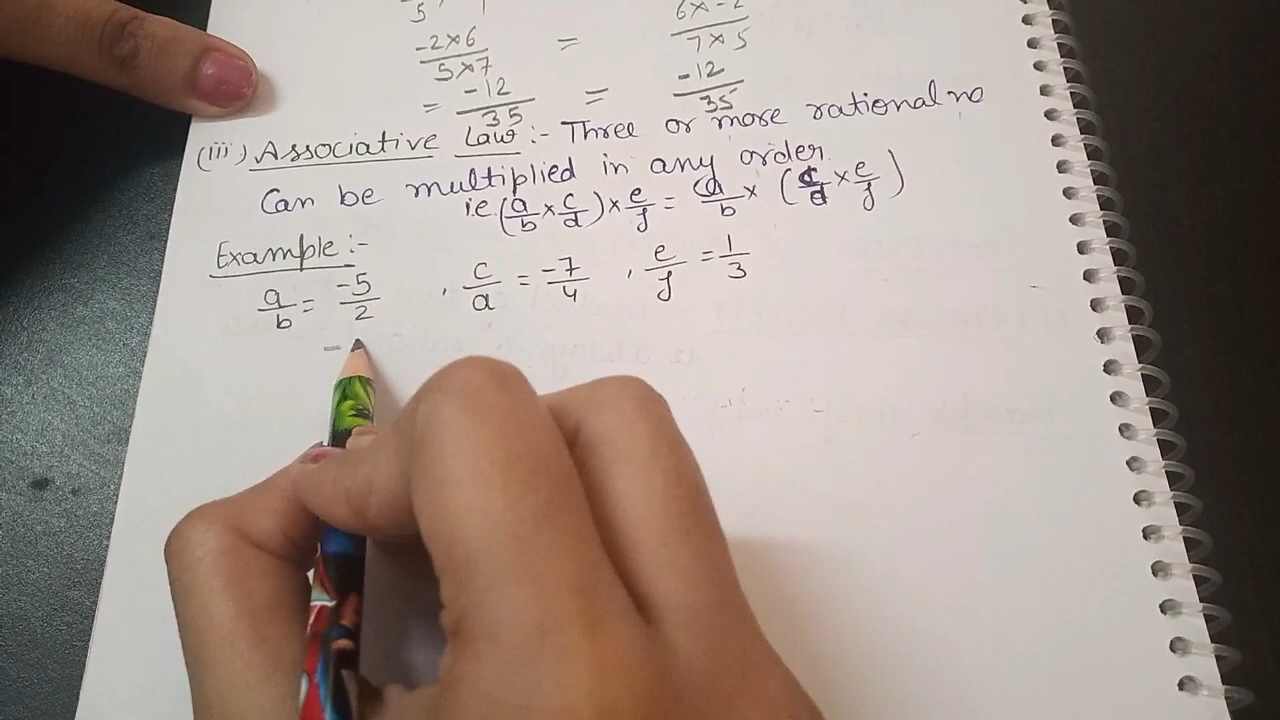 -2×6/5×7 = 6×-2/7×5
= -12/35 = -12/35
(iii) Associative Law :- Three or more rational no
Can be multiplied in any order.
i.e. (a/b × c/d) × e/f = a/b × (c/d × e/f)
Example :-
a/b = -5/2 , c/d = -7/4 , e/f = 1/3
-